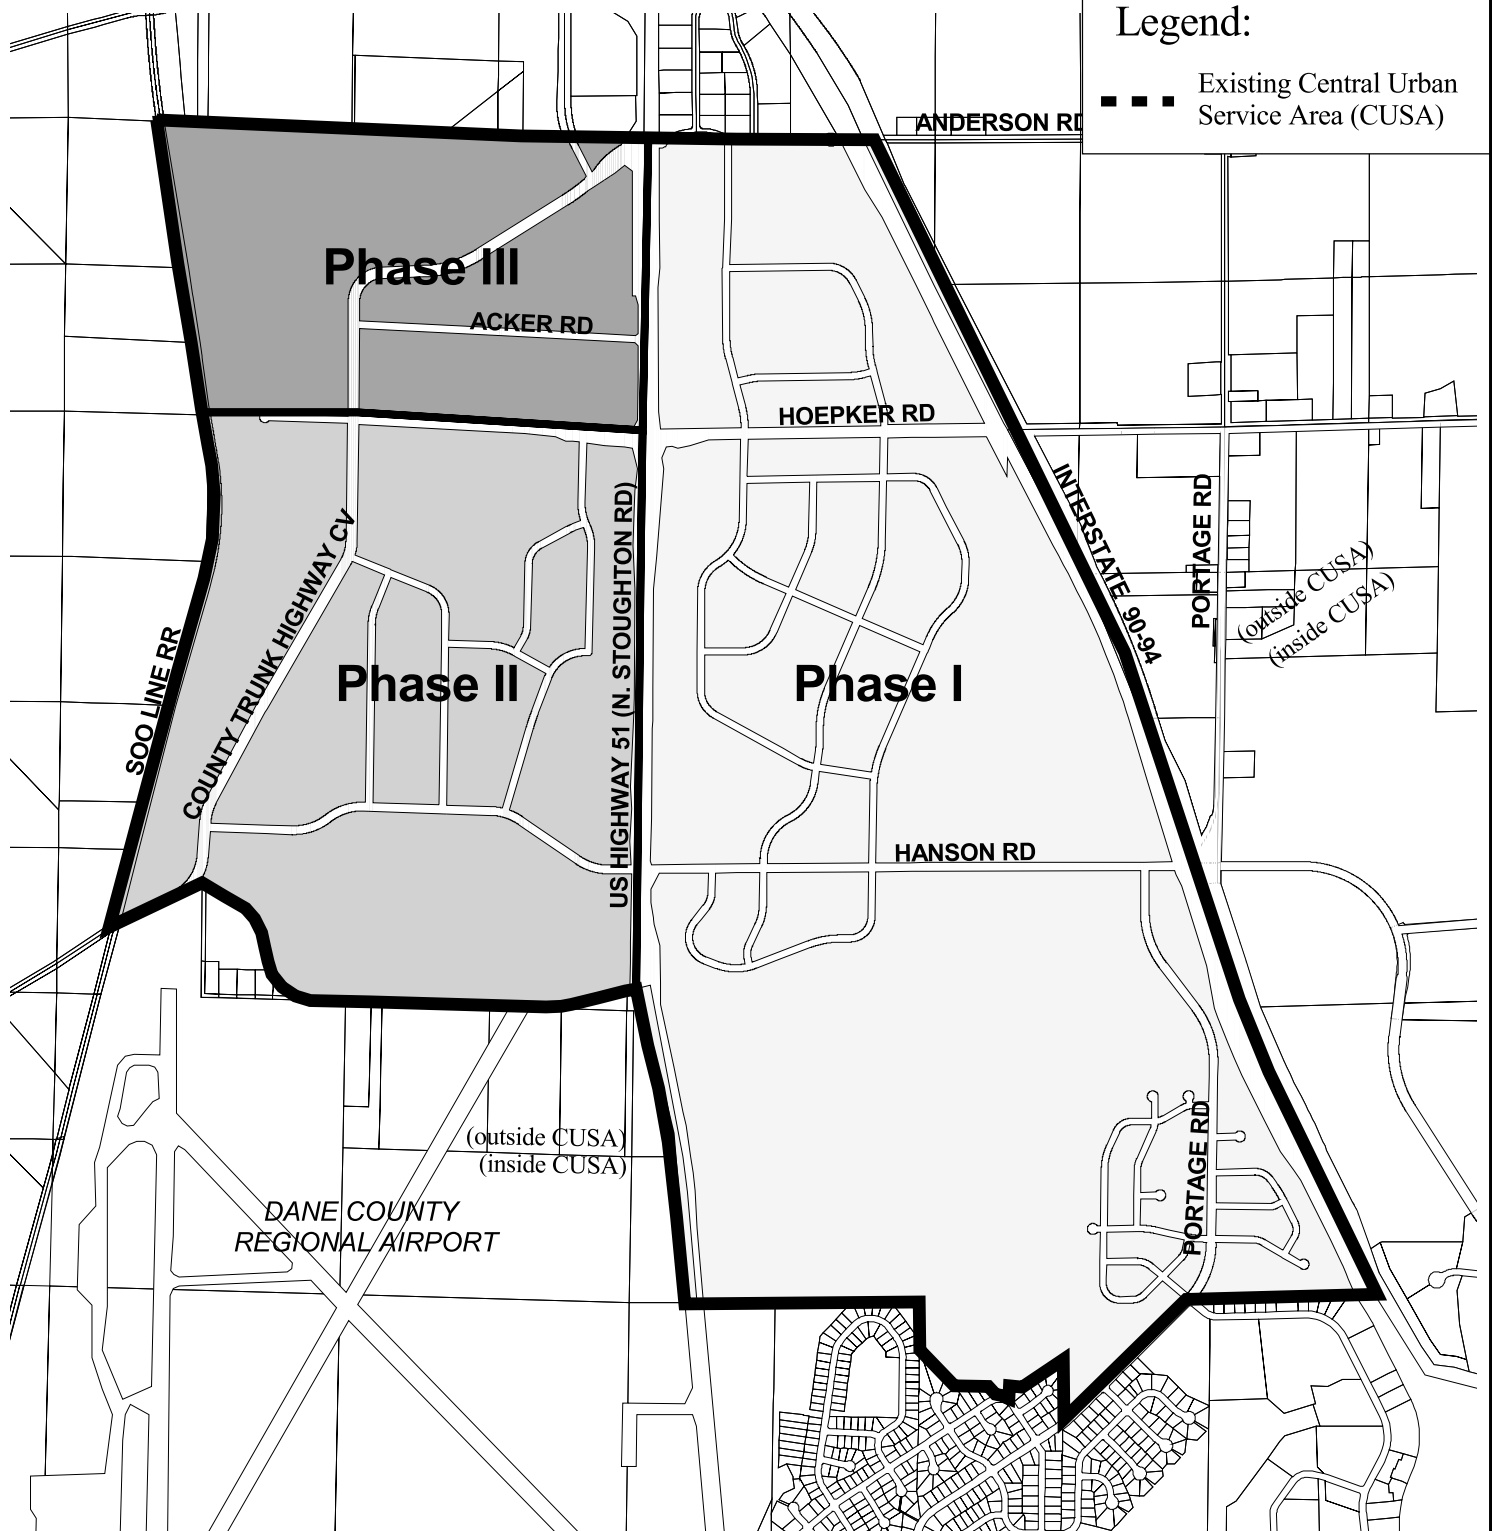 Legend:
Existing Central Urban
Service Area (CUSA)
ANDERSON RD
Phase III
ACKER RD
HOEPKER RD
INTERSTATE 90-94
PORTAGE RD
(outside CUSA)
(inside CUSA)
COUNTY TRUNK HIGHWAY CV
US HIGHWAY 51 (N. STOUGHTON RD)
SOO LINE RR
Phase II
Phase I
HANSON RD
PORTAGE RD
(outside CUSA)
(inside CUSA)
DANE COUNTY
REGIONAL AIRPORT